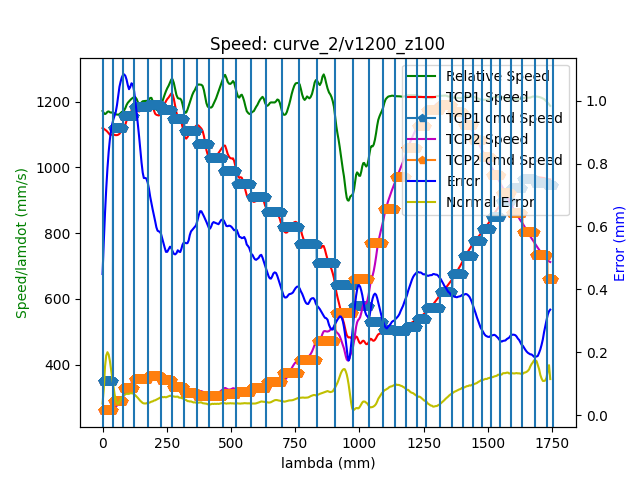 Speed: curve_2/v1200_z100
Relative Speed
TCP1 Speed
TCP1 cmd Speed
TCP2 Speed
TCP2 cmd Speed
Error
Normal Error
1200
1000
800
600
400
Speed/lamdot (mm/s)
1.0
0.8
0.6
0.4
0.2
0.0
Error (mm)
0 250 500 750 1000 1250 1500 1750
lambda (mm)